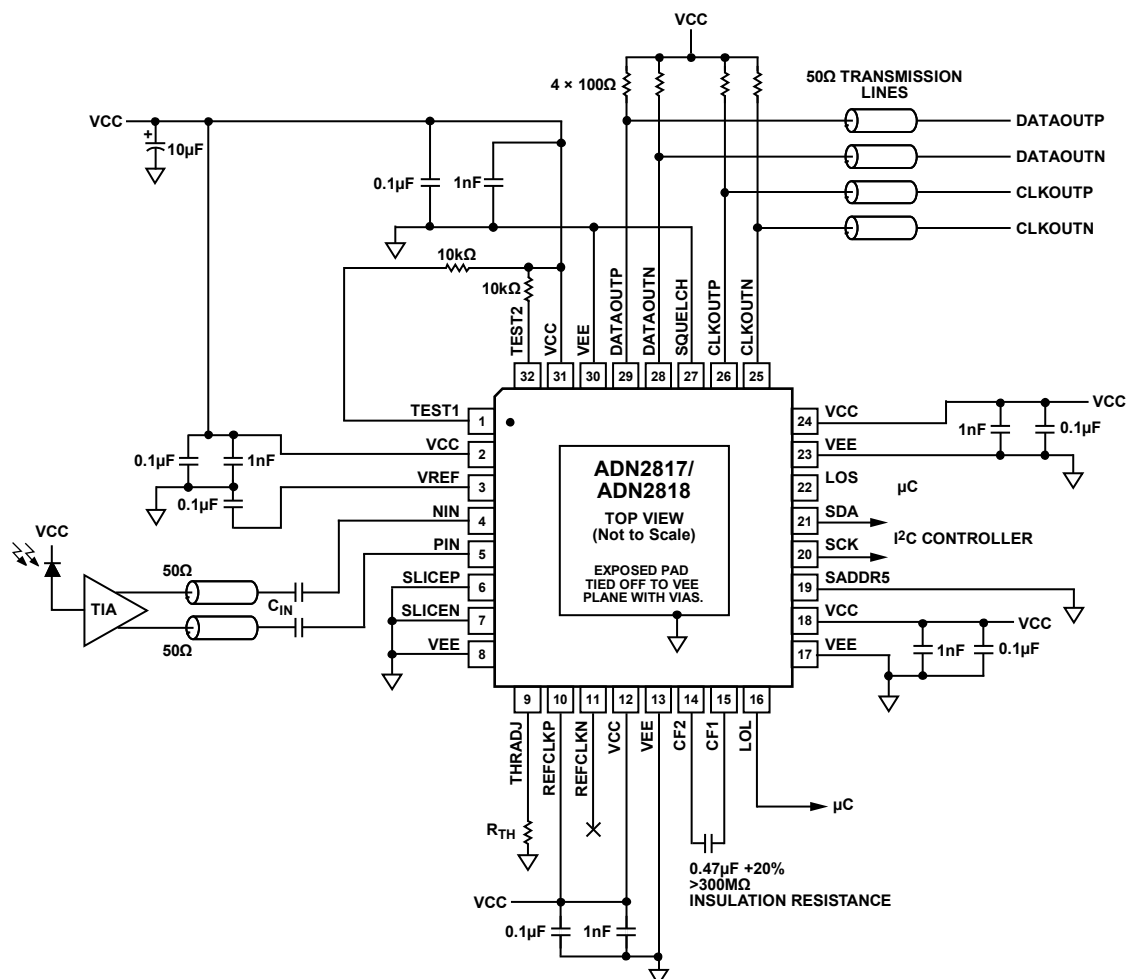 VCC
4 × 100Ω
50Ω TRANSMISSION
LINES
VCC
+
10µF
0.1µF
1nF
DATAOUTP
DATAOUTN
CLKOUTP
CLKOUTN
10kΩ
10kΩ
TEST2
VCC
VEE
DATAOUTP
DATAOUTN
SQUELCH
CLKOUTP
CLKOUTN
32
31
30
29
28
27
26
25
TEST1
1
VCC
2
VREF
3
NIN
4
PIN
5
SLICEP
6
SLICEN
7
VEE
8
0.1µF
1nF
0.1µF
VCC
50Ω
TIA
CIN
50Ω
ADN2817/
ADN2818
TOP VIEW
(Not to Scale)
EXPOSED PAD
TIED OFF TO VEE
PLANE WITH VIAS.
24
VCC
23
VEE
22
LOS
21
SDA
20
SCK
19
SADDR5
18
VCC
17
VEE
VCC
1nF
0.1µF
µC
I2C CONTROLLER
VCC
1nF
0.1µF
9
10
11
12
13
14
15
16
THRADJ
REFCLKP
REFCLKN
VCC
VEE
CF2
CF1
LOL
RTH
µC
0.47µF +20%
>300MΩ
INSULATION RESISTANCE
VCC
0.1µF
1nF